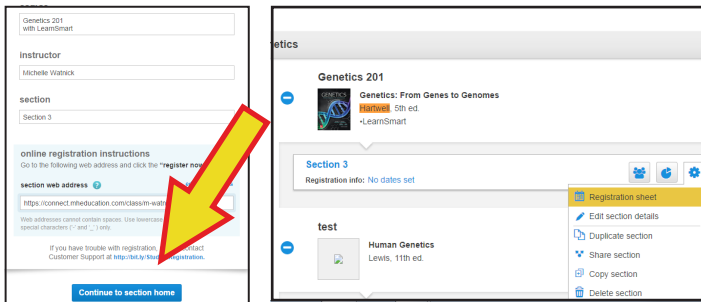 Genetics 201
with LearnSmart
instructor
Michelle Watnick
section
Section 3
online registration instructions
Go to the following web address and click the "register now
section web address ?
https://connect.mheducation.com/class/m-watn
Web addresses cannot contain spaces. Use lowercase
special characters ('-' and '_') only.
If you have trouble with registration,
Customer Support at http://bit.ly/StudentRegistration.
Continue to section home
etics
Genetics 201
GENETICS
Genetics: From Genes to Genomes
Hartwell, 5th ed.
•LearnSmart
Section 3
Registration info: No dates set
Registration sheet
Edit section details
Duplicate section
Share section
Copy section
Delete section
test
Human Genetics
Lewis, 11th ed.